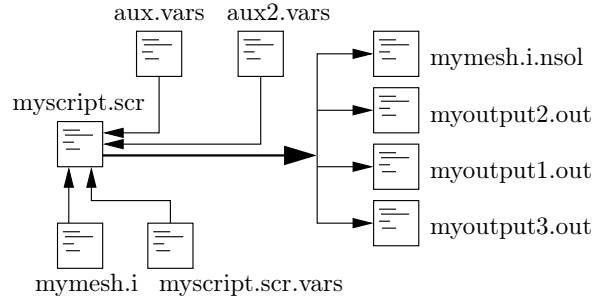 aux.vars
aux2.vars
myscript.scr
mymesh.i.nsol
myoutput2.out
myoutput1.out
myoutput3.out
mymesh.i
myscript.scr.vars